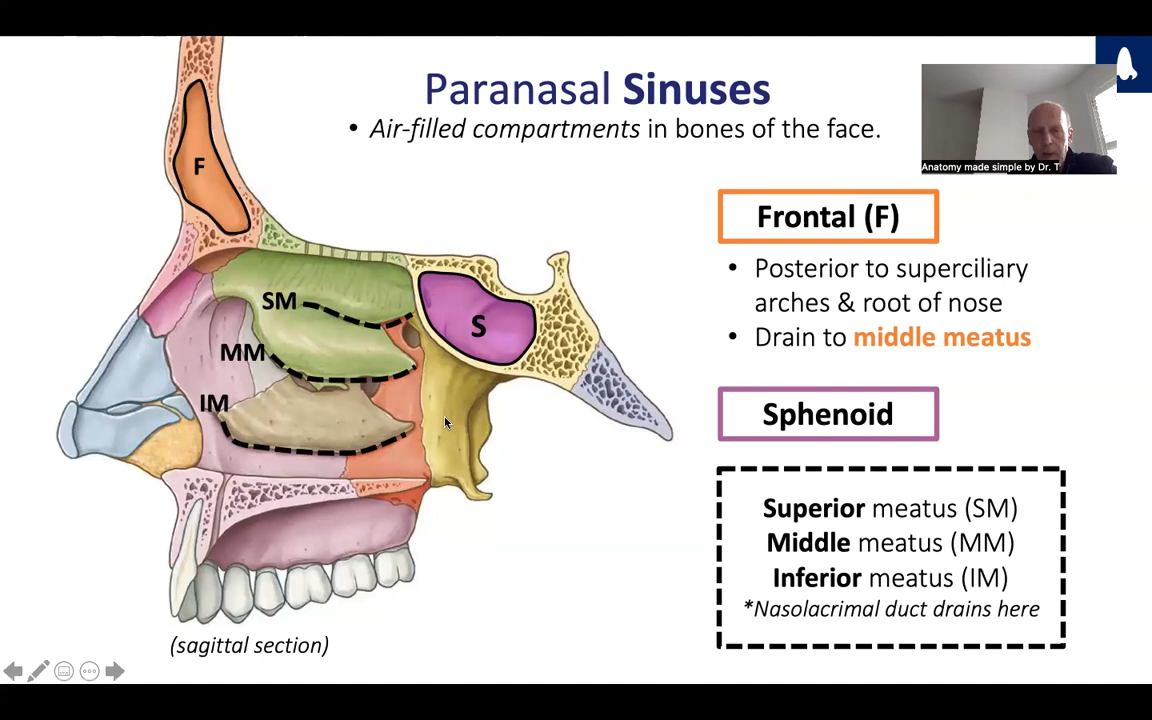 Paranasal Sinuses
• Air-filled compartments in bones of the face.
Anatomy made simple by Dr. T
F
SM
S
MM
IM
(sagittal section)
Frontal (F)
• Posterior to superciliary
arches & root of nose
• Drain to middle meatus
Sphenoid
Superior meatus (SM)
Middle meatus (MM)
Inferior meatus (IM)
*Nasolacrimal duct drains here